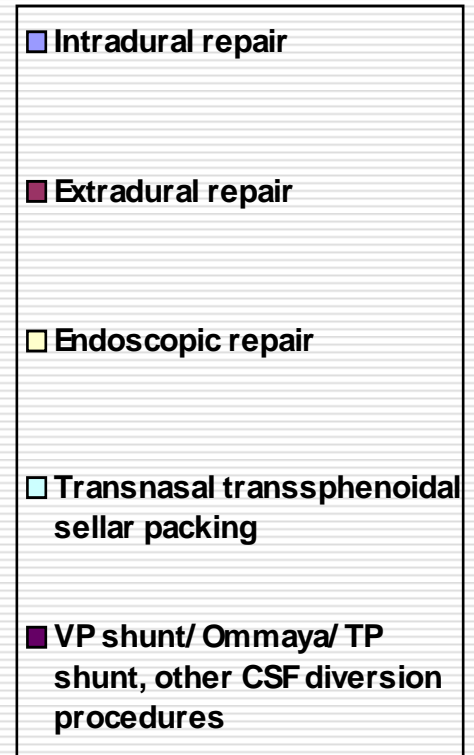 Intradural repair
Extradural repair
Endoscopic repair
Transnasal transsphenoidal
sellar packing
VP shunt/ Ommaya/ TP
shunt, other CSF diversion
procedures